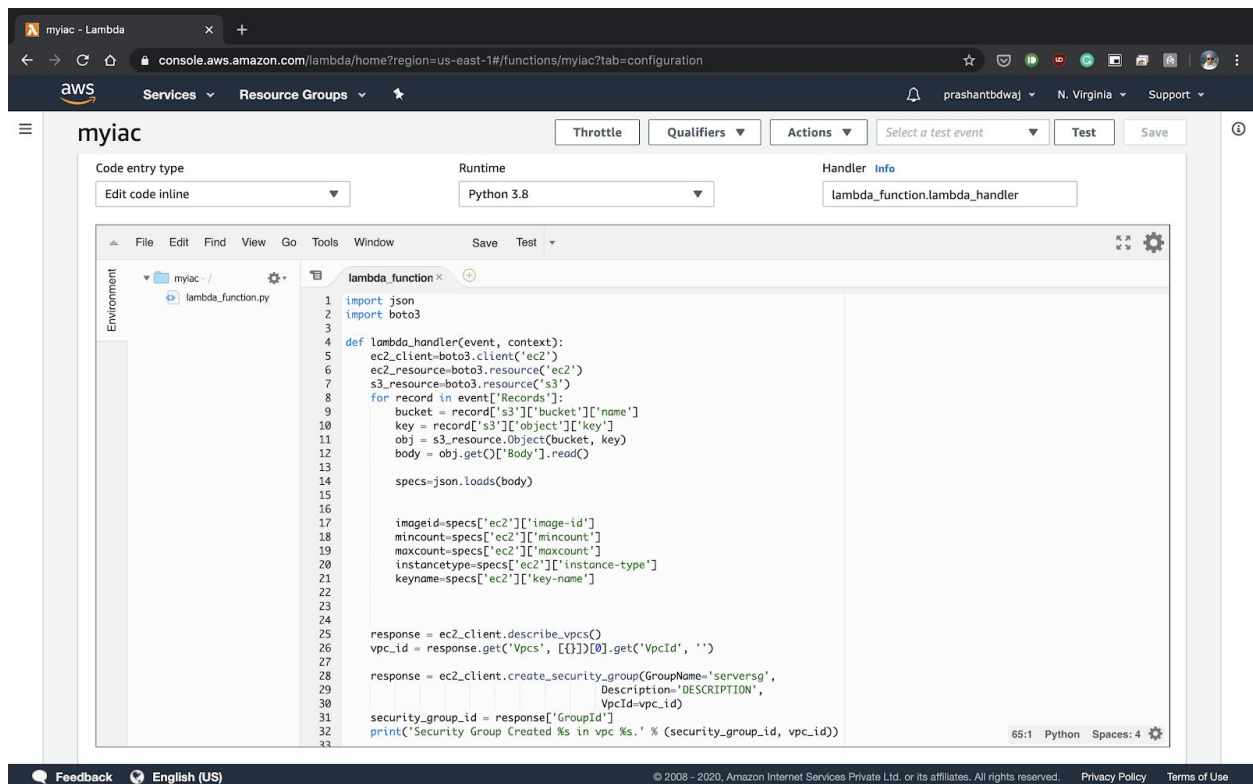 myiac - Lambda
console.aws.amazon.com/lambda/home?region=us-east-1#/functions/myiac?tab=configuration
aws Services Resource Groups prashantbdwaj N. Virginia Support
myiac Throttle Qualifiers Actions Select a test event Test Save
Code entry type Runtime Handler Info
Edit code inline Python 3.8 lambda_function.lambda_handler
File Edit Find View Go Tools Window Save Test
Environment
myiac - /
lambda_function.py
lambda_function
1 import json
2 import boto3
3
4 def lambda_handler(event, context):
5     ec2_client=boto3.client('ec2')
6     ec2_resource=boto3.resource('ec2')
7     s3_resource=boto3.resource('s3')
8     for record in event['Records']:
9         bucket = record['s3']['bucket']['name']
10         key = record['s3']['object']['key']
11         obj = s3_resource.Object(bucket, key)
12         body = obj.get()['Body'].read()
13
14         specs=json.loads(body)
15
16
17         imageid=specs['ec2']['image-id']
18         mincount=specs['ec2']['mincount']
19         maxcount=specs['ec2']['maxcount']
20         instancetype=specs['ec2']['instance-type']
21         keyname=specs['ec2']['key-name']
22
23
24
25     response = ec2_client.describe_vpcs()
26     vpc_id = response.get('Vpcs', [{}])[0].get('VpcId', '')
27
28     response = ec2_client.create_security_group(GroupName='serversg',
29                                          Description='DESCRIPTION',
30                                          VpcId=vpc_id)
31     security_group_id = response['GroupId']
32     print('Security Group Created %s in vpc %s.' % (security_group_id, vpc_id))
33
65:1 Python Spaces: 4
Feedback English (US) © 2008 - 2020, Amazon Internet Services Private Ltd. or its affiliates. All rights reserved. Privacy Policy Terms of Use